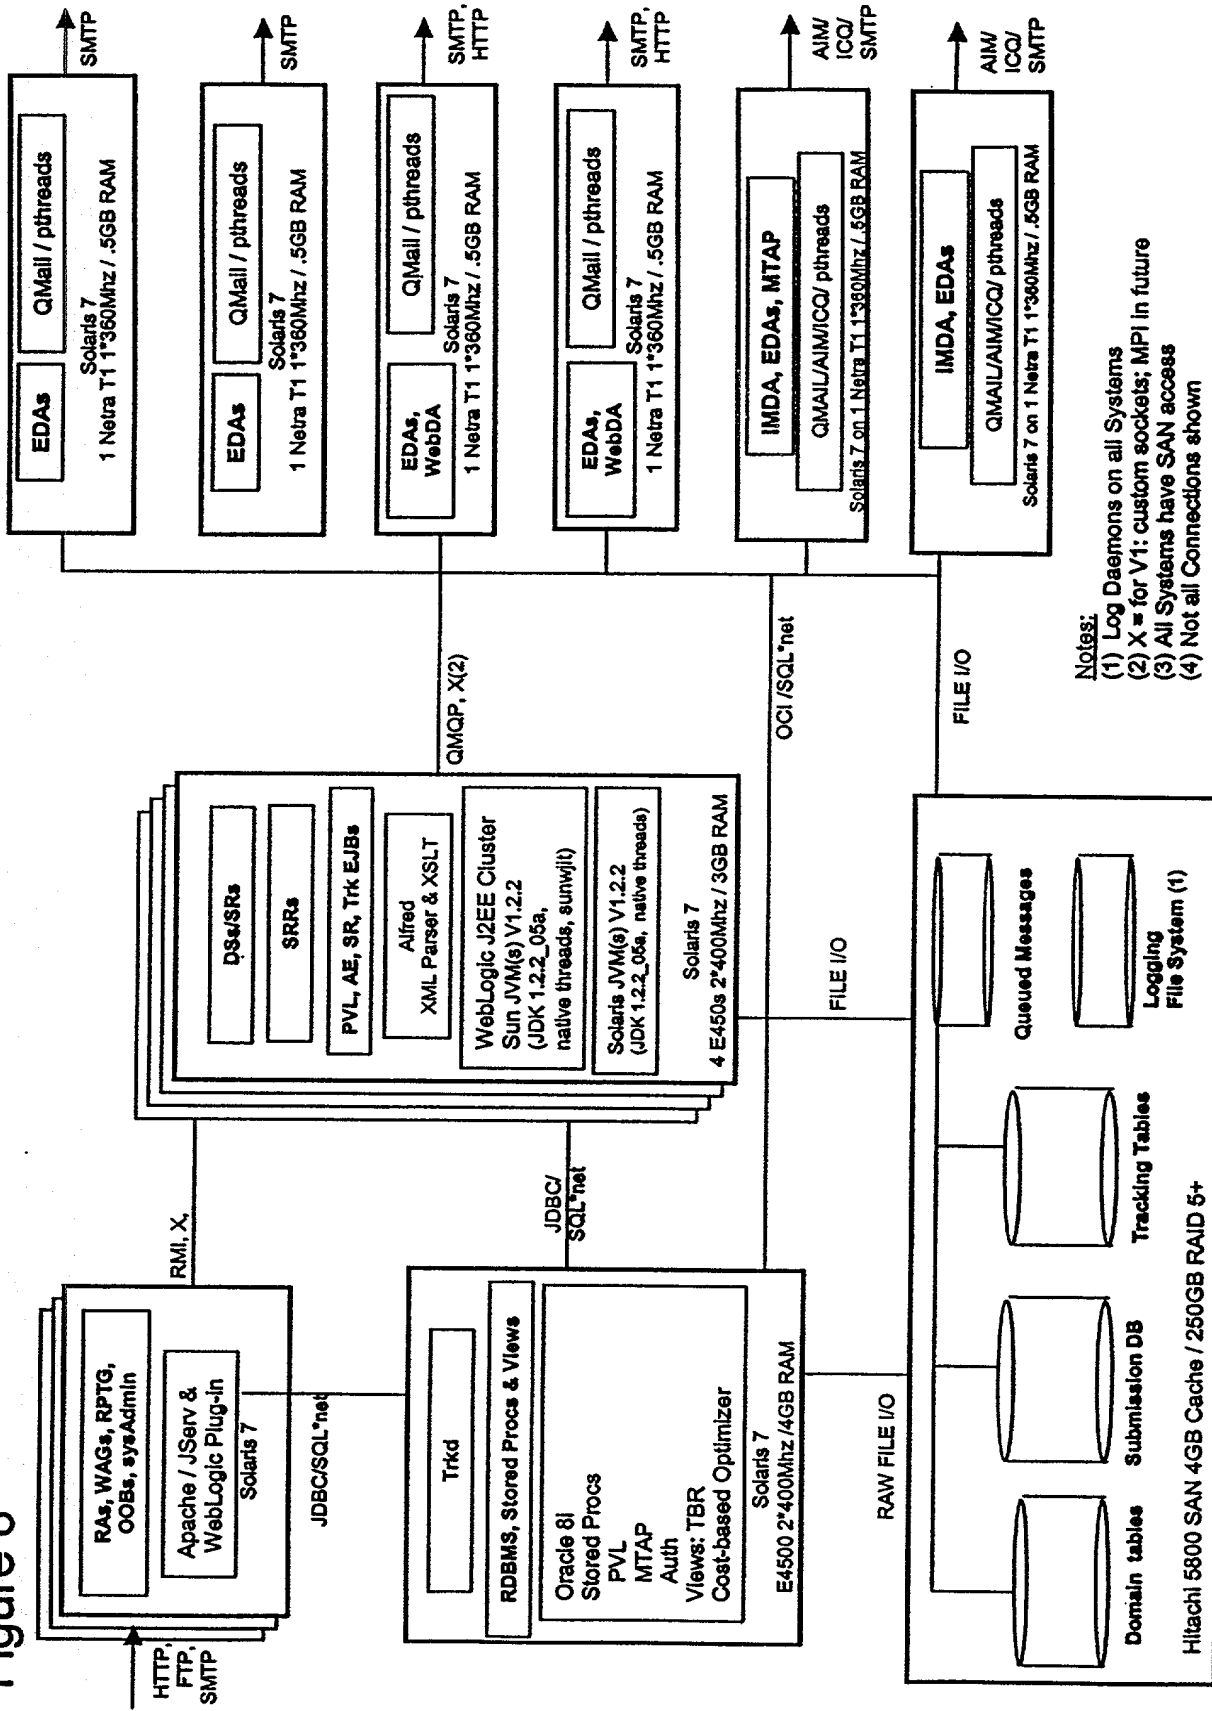 HTTP,
FTP,
SMTP
RAs, WAGs, RPTG,
OOBs, sysAdmin
Apache / JServ &
WebLogic Plug-in
Solaris 7
RMI, X,
JDBC/SQL*net
DSs/SRs
SRRs
PVL, AE, SR, Trk EJBs
Alfred
XML Parser & XSLT
WebLogic J2EE Cluster
Sun JVM(s) V1.2.2
(JDK 1.2.2_05a,
native threads, sunwjit)
Solaris JVM(s) V1.2.2
(JDK 1.2.2_05a, native threads)
Solaris 7
4 E450s 2*400Mhz / 3GB RAM
QMQP, X(2)
EDAs
QMail / pthreads
Solaris 7
1 Netra T1 1*360Mhz / .5GB RAM
SMTP
EDAs
QMail / pthreads
Solaris 7
1 Netra T1 1*360Mhz / .5GB RAM
SMTP
EDAs,
WebDA
QMail / pthreads
Solaris 7
1 Netra T1 1*360Mhz / .5GB RAM
SMTP,
HTTP
EDAs,
WebDA
QMail / pthreads
Solaris 7
1 Netra T1 1*360Mhz / .5GB RAM
SMTP,
HTTP
IMDA, EDAs, MTAP
QMAIL/AIM/ICQ/ pthreads
Solaris 7 on 1 Netra T1 1*360Mhz / .5GB RAM
AIM/
ICQ/
SMTP
IMDA, EDAs
QMAIL/AIM/ICQ/ pthreads
Solaris 7 on 1 Netra T1 1*360Mhz / .5GB RAM
AIM/
ICQ/
SMTP
JDBC/
SQL*net
Trkd
RDBMS, Stored Procs & Views
Oracle 8i
Stored Procs
PVL
MTAP
Auth
Views: TBR
Cost-based Optimizer
Solaris 7
E4500 2*400Mhz /4GB RAM
OCI /SQL*net
RAW FILE I/O
FILE I/O
FILE I/O
Domain tables
Submission DB
Tracking Tables
Queued Messages
Logging
File System (1)
Hitachi 5800 SAN 4GB Cache / 250GB RAID 5+
Notes:
(1) Log Daemons on all Systems
(2) X = for V1: custom sockets; MPI in future
(3) All Systems have SAN access
(4) Not all Connections shown